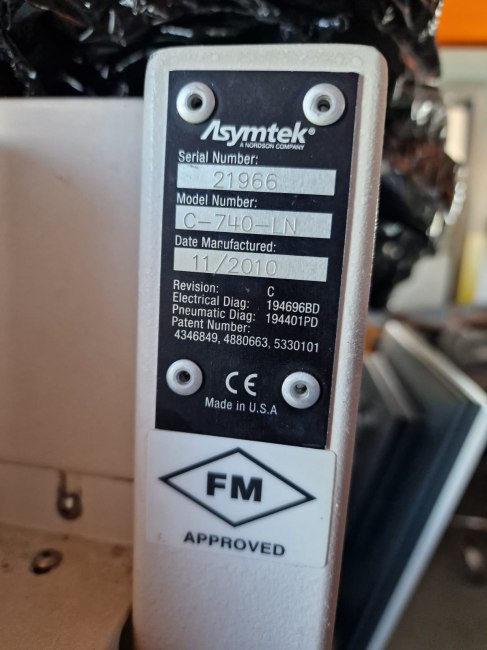 Asymtek®
A NORDSON COMPANY
Serial Number:
21966
Model Number:
C-740-LN
Date Manufactured:
11/2010
Revision: C
Electrical Diag: 194696BD
Pneumatic Diag: 194401PD
Patent Number:
4346849, 4880663, 5330101
CE
Made in U.S.A
FM
APPROVED